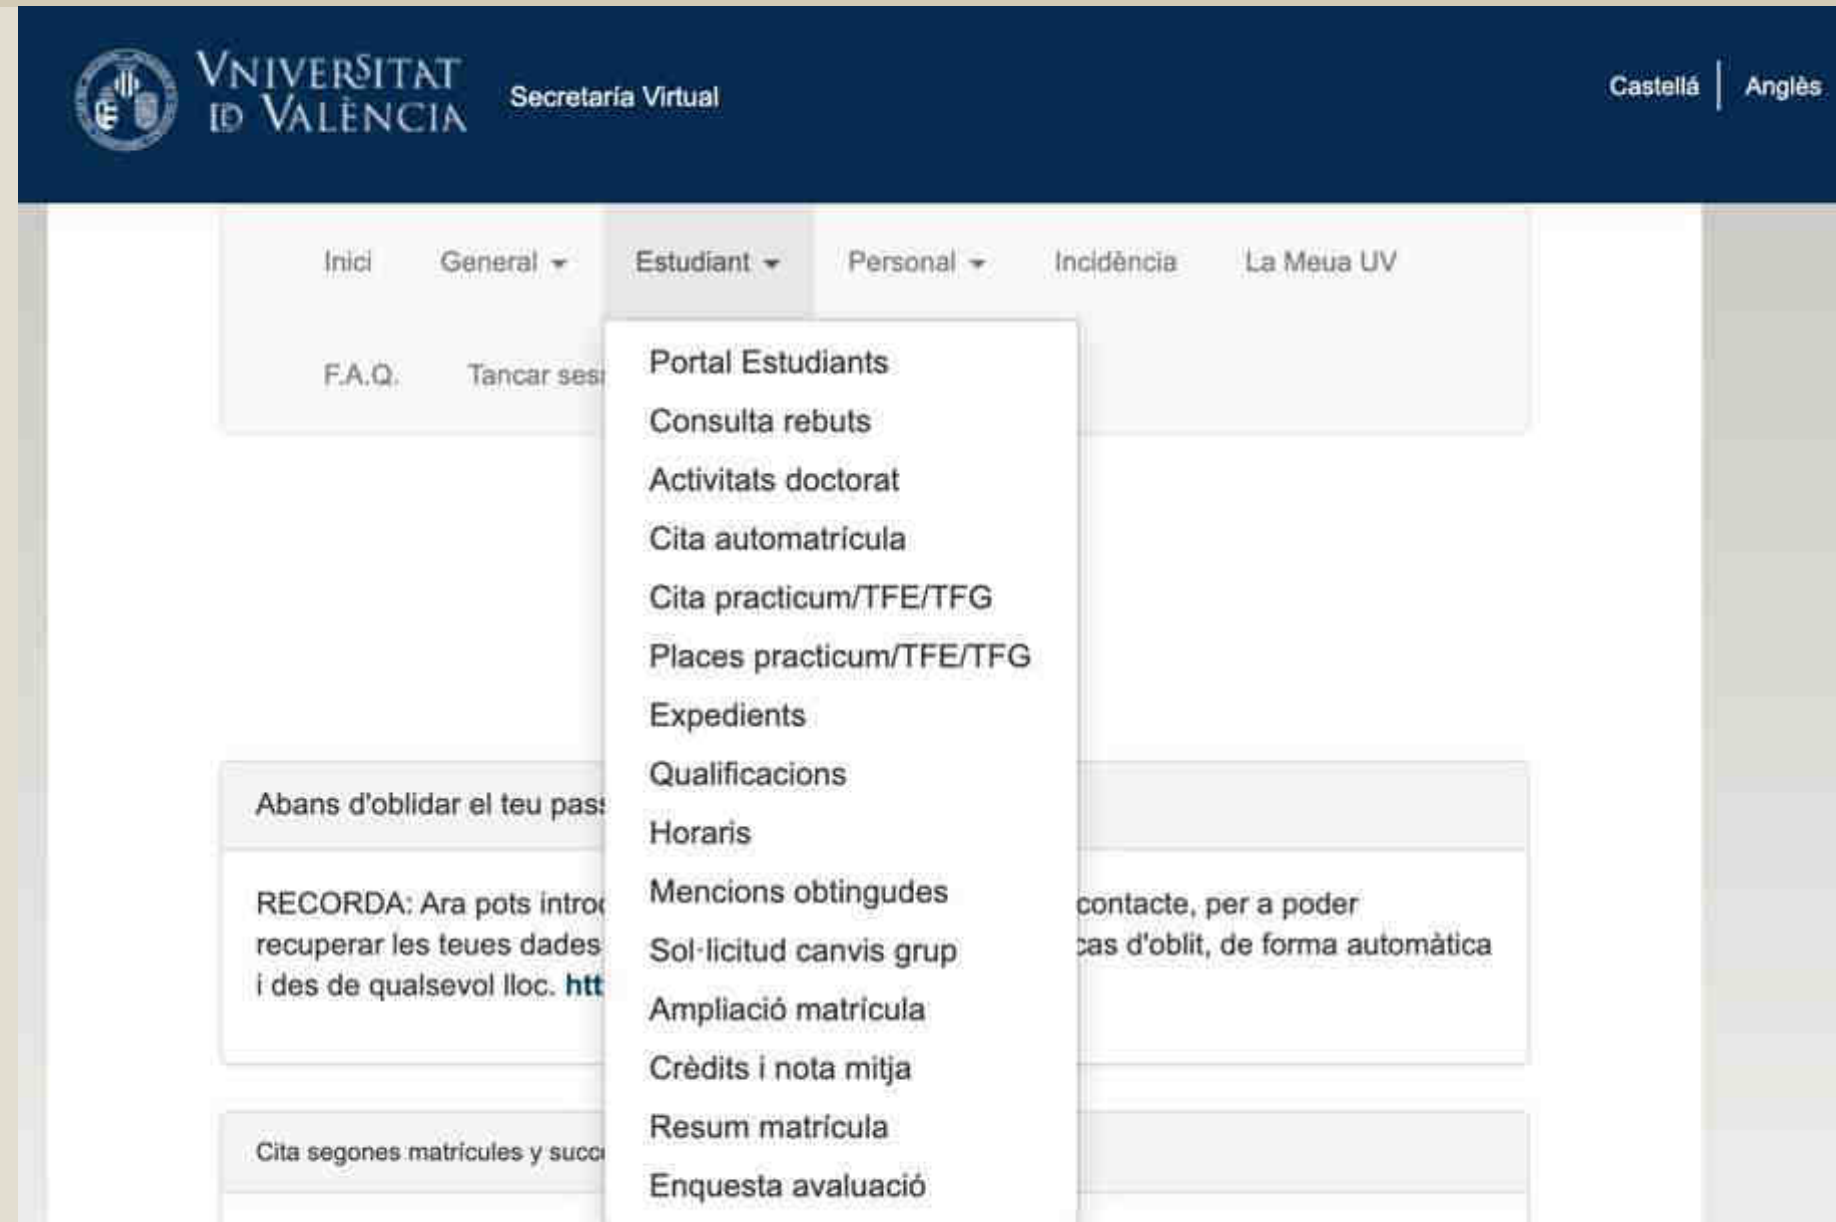 VNIVERSITAT
ID VALÈNCIA
Secretaría Virtual
Castellá
Anglès
Inici
General
Estudiant
Personal
Incidència
La Meua UV
F.A.Q.
Tancar
Portal Estudiants
Consulta rebuts
Activitats doctorat
Cita automatrícula
Cita practicum/TFE/TFG
Places practicum/TFE/TFG
Expedients
Qualificacions
Horaris
Mencions obtingudes
Sol·licitud canvis grup
Ampliació matrícula
Crèdits i nota mitja
Resum matrícula
Enquesta avaluació
Abans d'oblidar el teu
RECORDA: Ara pots contacte, per a poder
recuperar les teues dades cas d'oblit, de forma automàtica
i des de qualsevol lloc. htt
Cita segones matrícules y